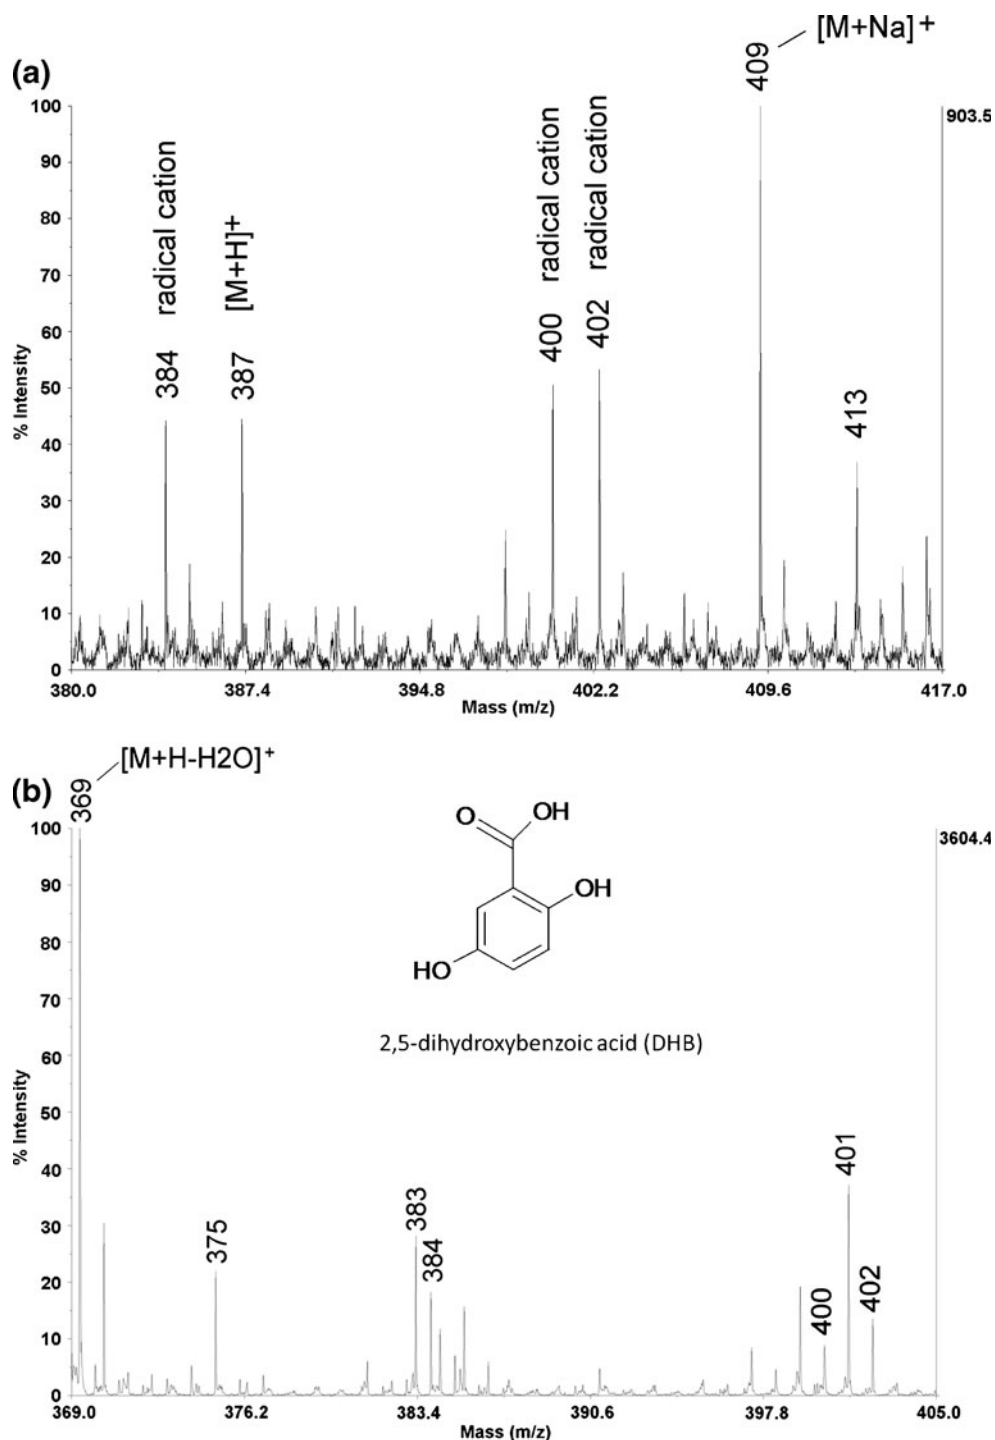 [M+Na]+
409
(a)
100
903.5
90
radical cation
radical cation
radical cation
80
[M+H]+
70
60
400
402
384
387
50
413
% Intensity
40
30
20
10
0
380.0
387.4
394.8
402.2
409.6
417.0
Mass (m/z)
[M+H-H2O]+
(b)
369
100
3604.4
O
OH
90
OH
80
HO
70
2,5-dihydroxybenzoic acid (DHB)
60
% Intensity
50
40
401
383
30
375
384
402
400
20
10
0
369.0
376.2
383.4
390.6
397.8
405.0
Mass (m/z)